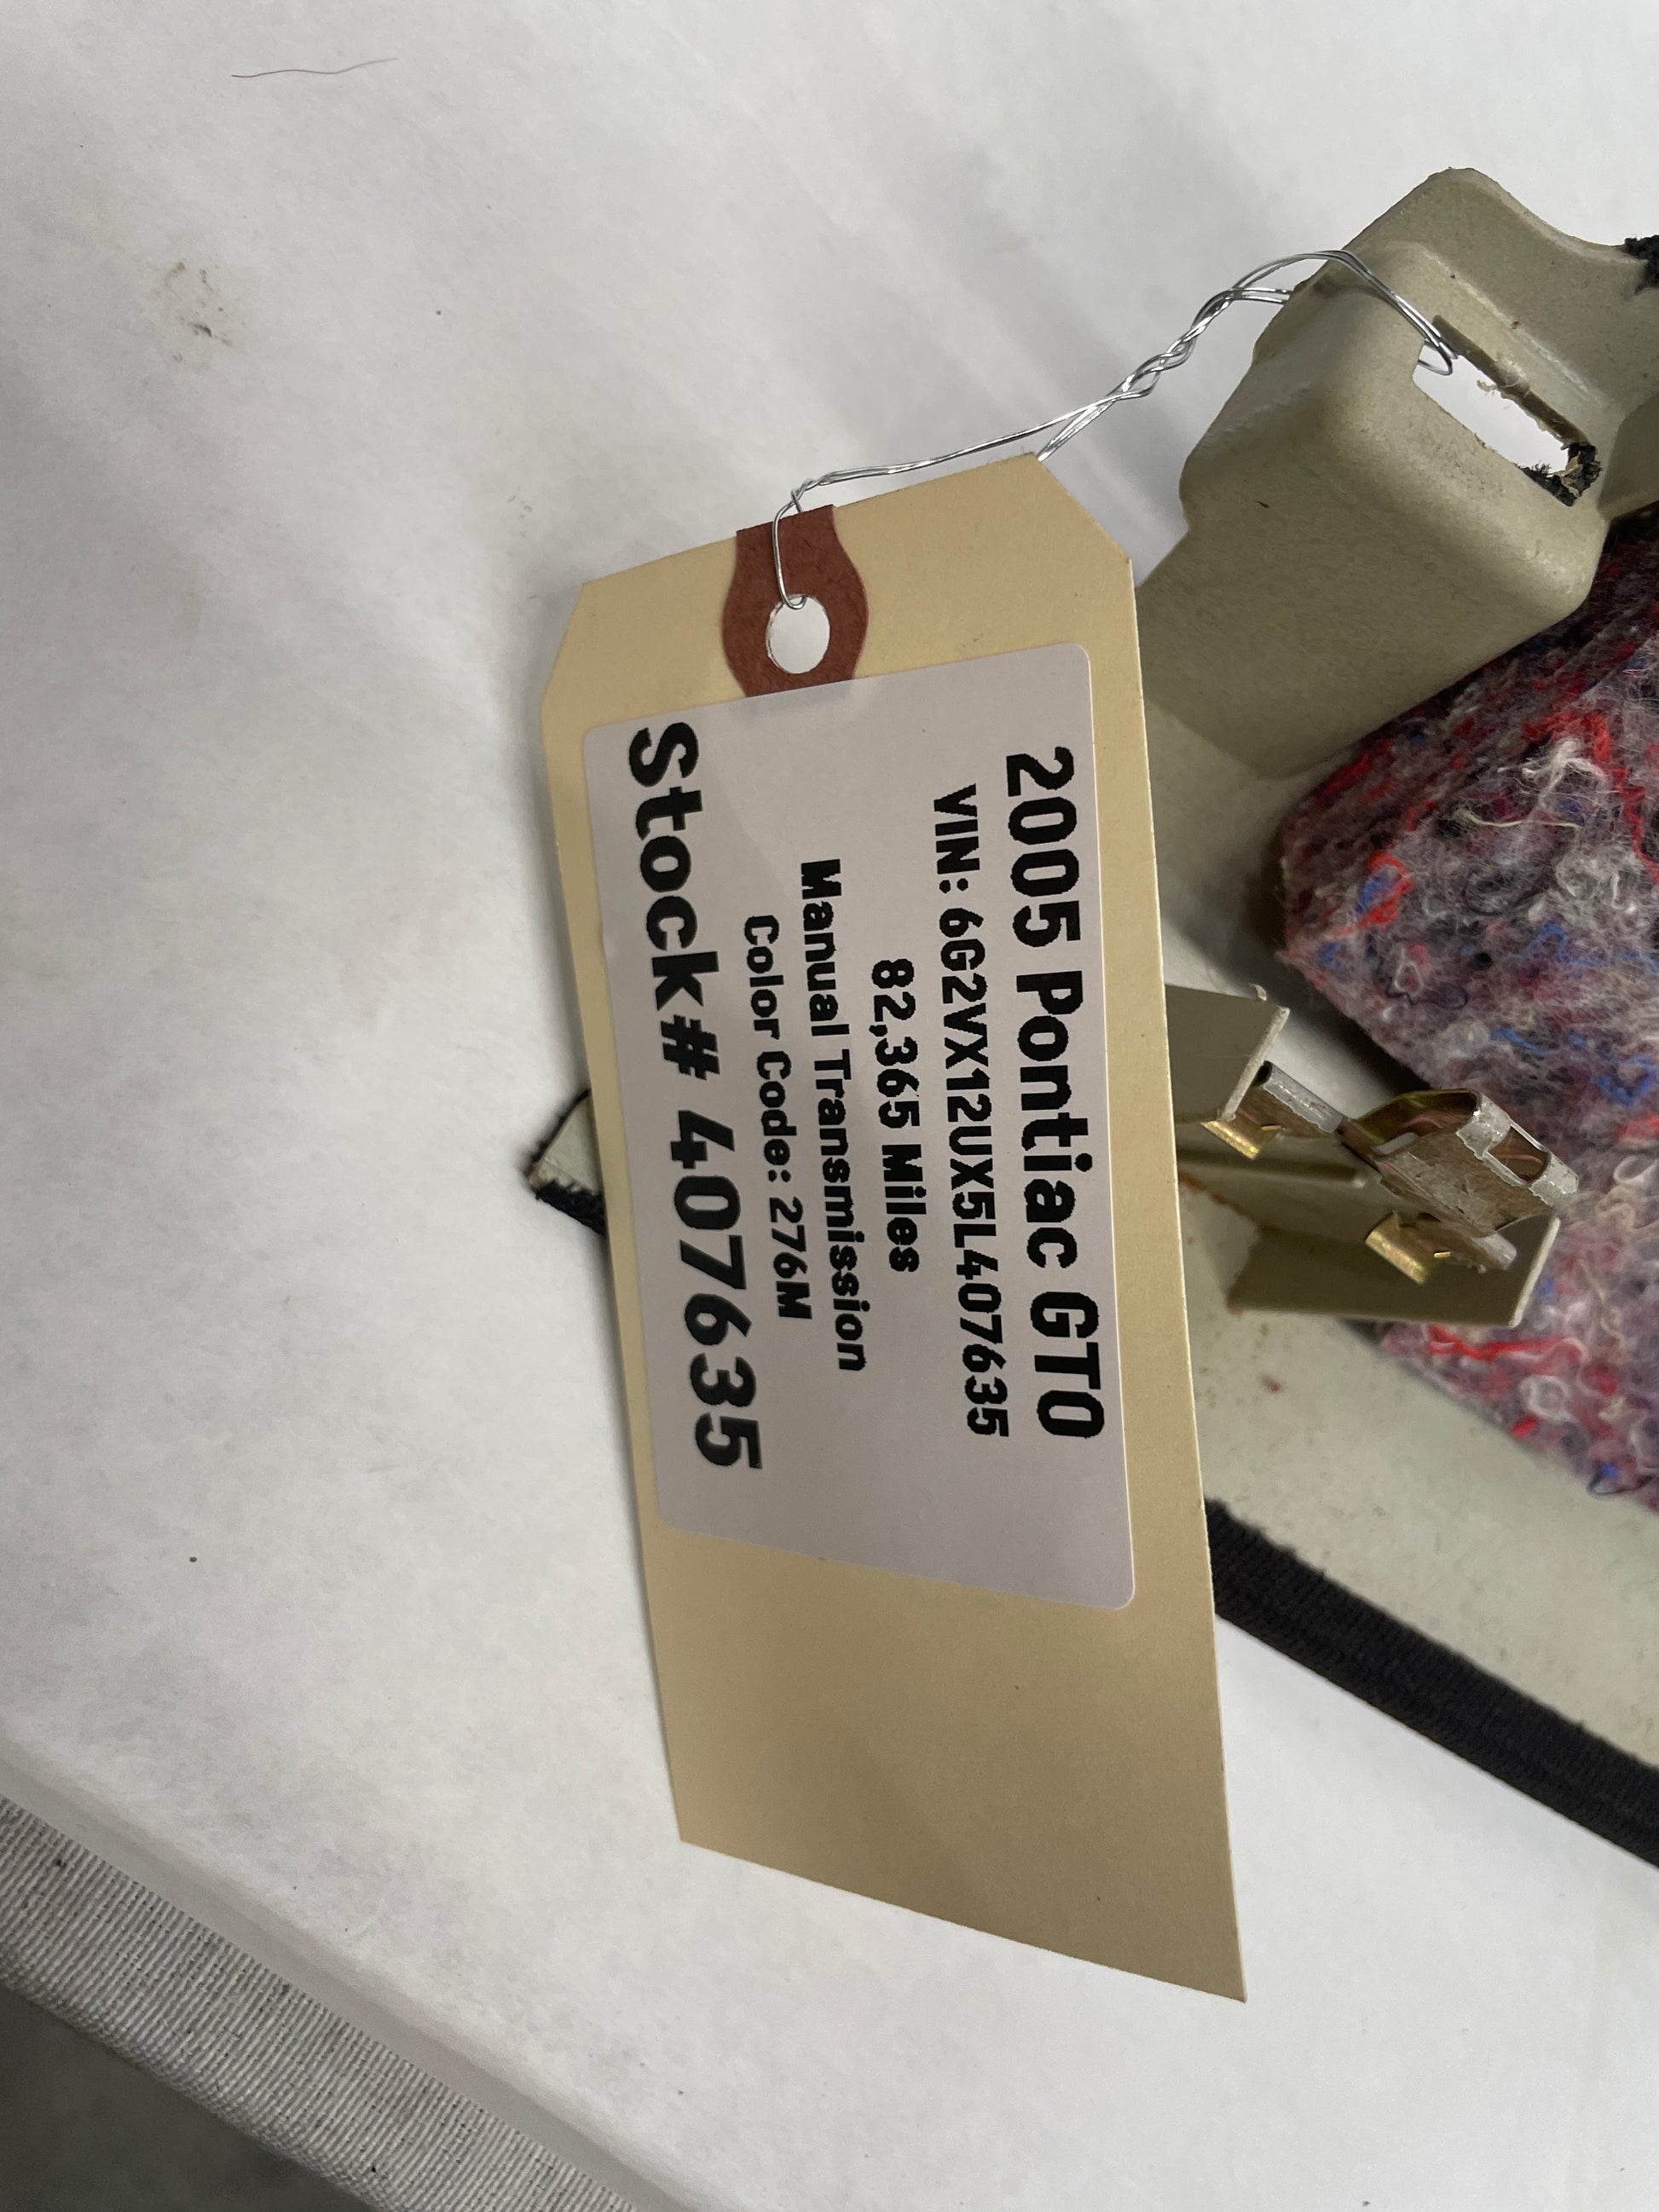 2005 Pontiac GTO
VIN: 6G2VX12UX5L407635
82,365 Miles
Manual Transmission
Color Code: 276M
Stock# 407635